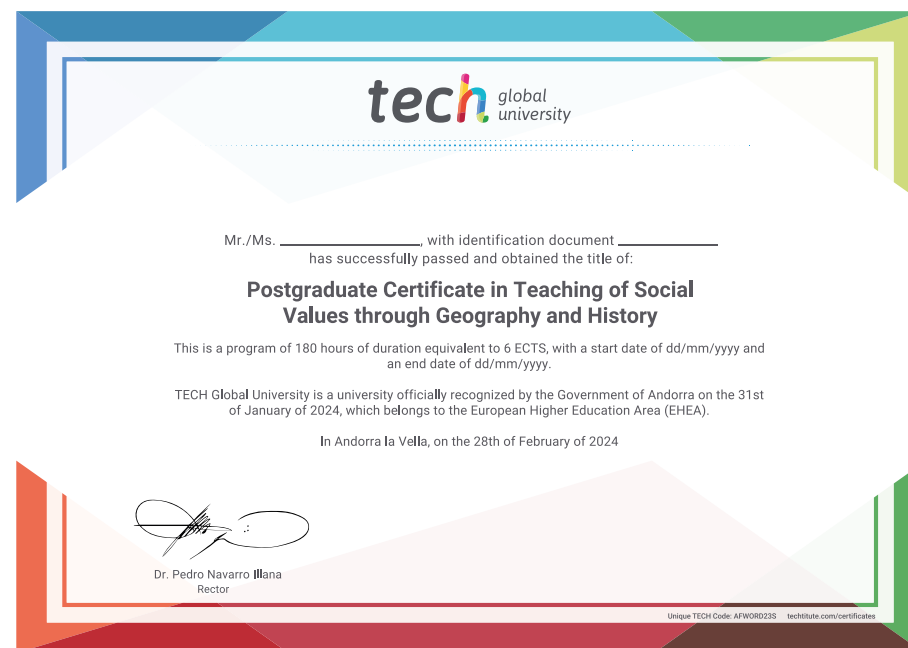 tech global university
Mr./Ms. ____________________, with identification document ______________
has successfully passed and obtained the title of:
Postgraduate Certificate in Teaching of Social
Values through Geography and History
This is a program of 180 hours of duration equivalent to 6 ECTS, with a start date of dd/mm/yyyy and
an end date of dd/mm/yyyy.
TECH Global University is a university officially recognized by the Government of Andorra on the 31st
of January of 2024, which belongs to the European Higher Education Area (EHEA).
In Andorra la Vella, on the 28th of February of 2024
Dr. Pedro Navarro Illana
Rector
Unique TECH Code: AFWORD23S techtitute.com/certificates